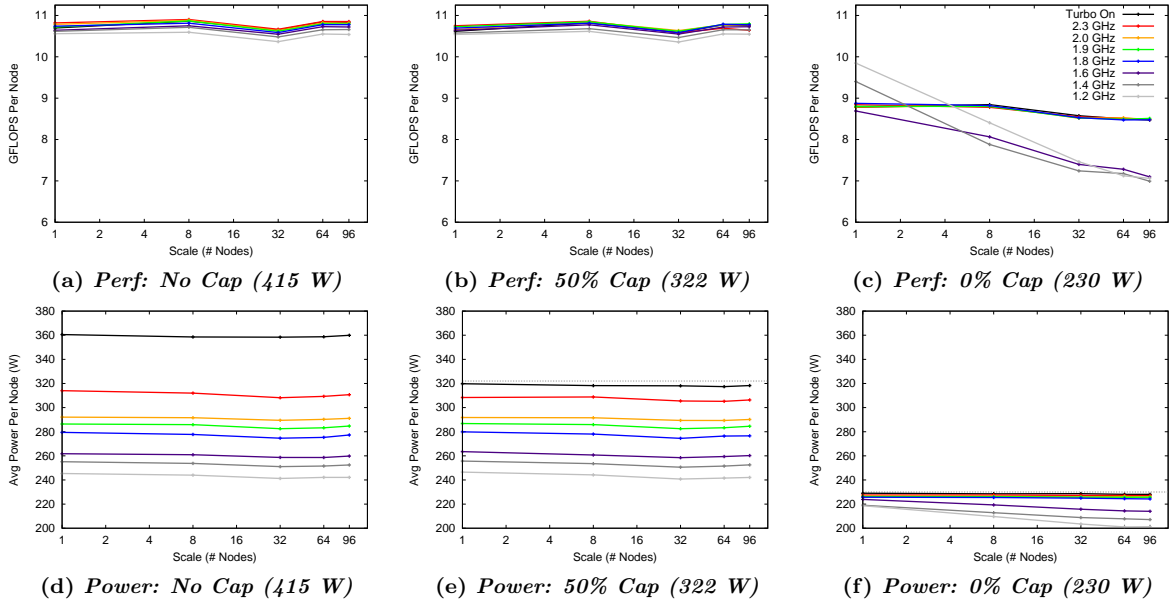 11
10
9
8
7
6
GFLOPS Per Node
1 2 4 8 16 32 64 96
Scale (# Nodes)
(a) Perf: No Cap (415 W)
11
10
9
8
7
6
GFLOPS Per Node
1 2 4 8 16 32 64 96
Scale (# Nodes)
(b) Perf: 50% Cap (322 W)
11
10
9
8
7
6
GFLOPS Per Node
Turbo On
2.3 GHz
2.0 GHz
1.9 GHz
1.8 GHz
1.6 GHz
1.4 GHz
1.2 GHz
1 2 4 8 16 32 64 96
Scale (# Nodes)
(c) Perf: 0% Cap (230 W)
380
360
340
320
300
280
260
240
220
200
Avg Power Per Node (W)
1 2 4 8 16 32 64 96
Scale (# Nodes)
(d) Power: No Cap (415 W)
380
360
340
320
300
280
260
240
220
200
Avg Power Per Node (W)
1 2 4 8 16 32 64 96
Scale (# Nodes)
(e) Power: 50% Cap (322 W)
380
360
340
320
300
280
260
240
220
200
Avg Power Per Node (W)
1 2 4 8 16 32 64 96
Scale (# Nodes)
(f) Power: 0% Cap (230 W)